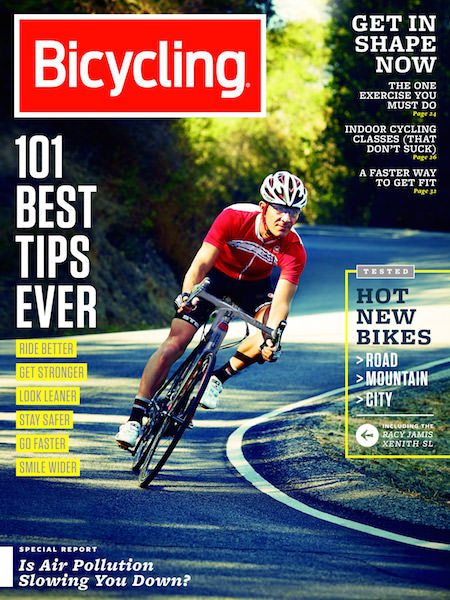 Bicycling®
GET IN
SHAPE
NOW
THE ONE
EXERCISE YOU
MUST DO
Page 24
INDOOR CYCLING
CLASSES (THAT
DON'T SUCK)
Page 26
A FASTER WAY
TO GET FIT
Page 32
101
BEST
TIPS
EVER
RIDE BETTER
GET STRONGER
LOOK LEANER
STAY SAFER
GO FASTER
SMILE WIDER
TESTED
HOT
NEW
BIKES
> ROAD
> MOUNTAIN
> CITY
INCLUDING THE
RACY JAMIS
XENITH SL
SPECIAL REPORT
Is Air Pollution
Slowing You Down?